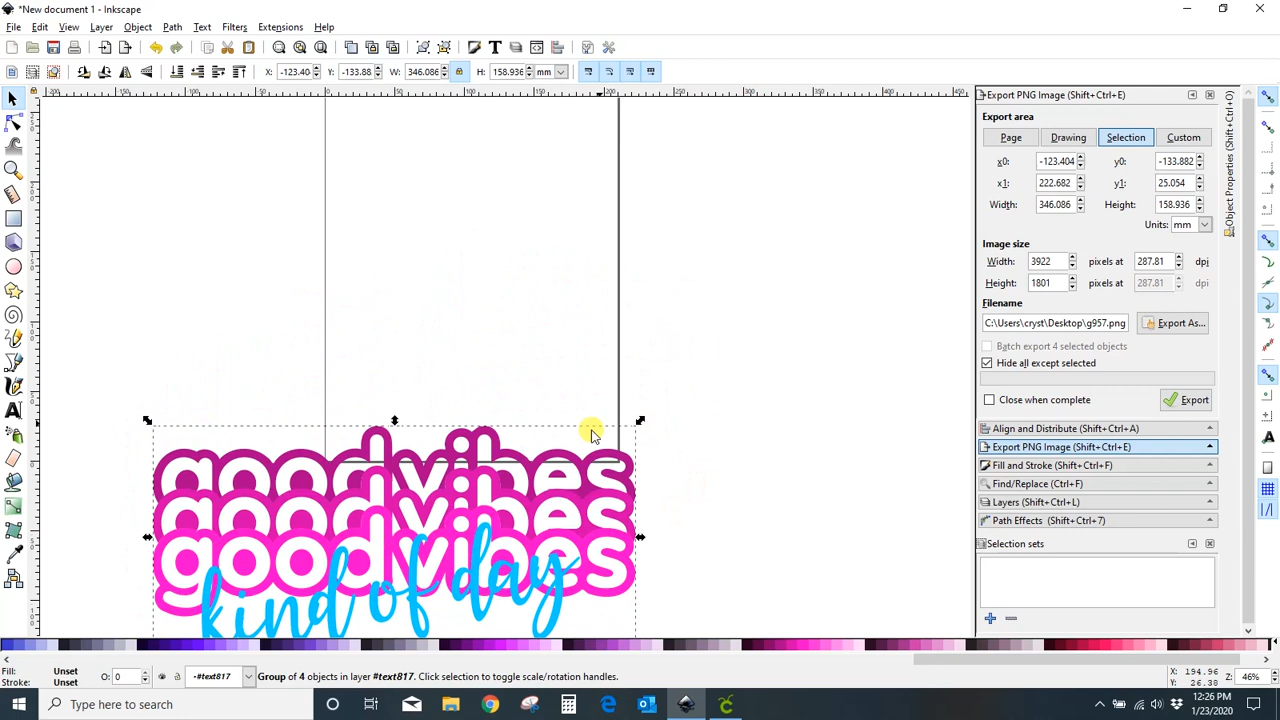 *New document 1 - Inkscape
File Edit View Layer Object Path Text Filters Extensions Help
X: -123.40 Y: -133.88 W: 346.086 H: 158.936 mm
Export PNG Image (Shift+Ctrl+E)
Export area
Page Drawing Selection Custom
x0: -123.404 y0: -133.882
x1: 222.682 y1: 25.054
Width: 346.086 Height: 158.936
Units: mm
Image size
Width: 3922 pixels at 287.81 dpi
Height: 1801 pixels at 287.81 dpi
Filename
C:\Users\cryst\Desktop\g957.png Export As...
Batch export 4 selected objects
Hide all except selected
Close when complete Export
Align and Distribute (Shift+Ctrl+A)
Export PNG Image (Shift+Ctrl+E)
Fill and Stroke (Shift+Ctrl+F)
Find/Replace (Ctrl+F)
Layers (Shift+Ctrl+L)
Path Effects (Shift+Ctrl+7)
Selection sets
Object Properties (Shift+Ctrl+O)
goodvibes
goodvibes
goodvibes
kind of day
Fill: Unset
Stroke: Unset
O: 0
-#text817
Group of 4 objects in layer #text817. Click selection to toggle scale/rotation handles.
X: 194.96
Y: 26.38
Z: 46%
Type here to search
12:26 PM
1/23/2020